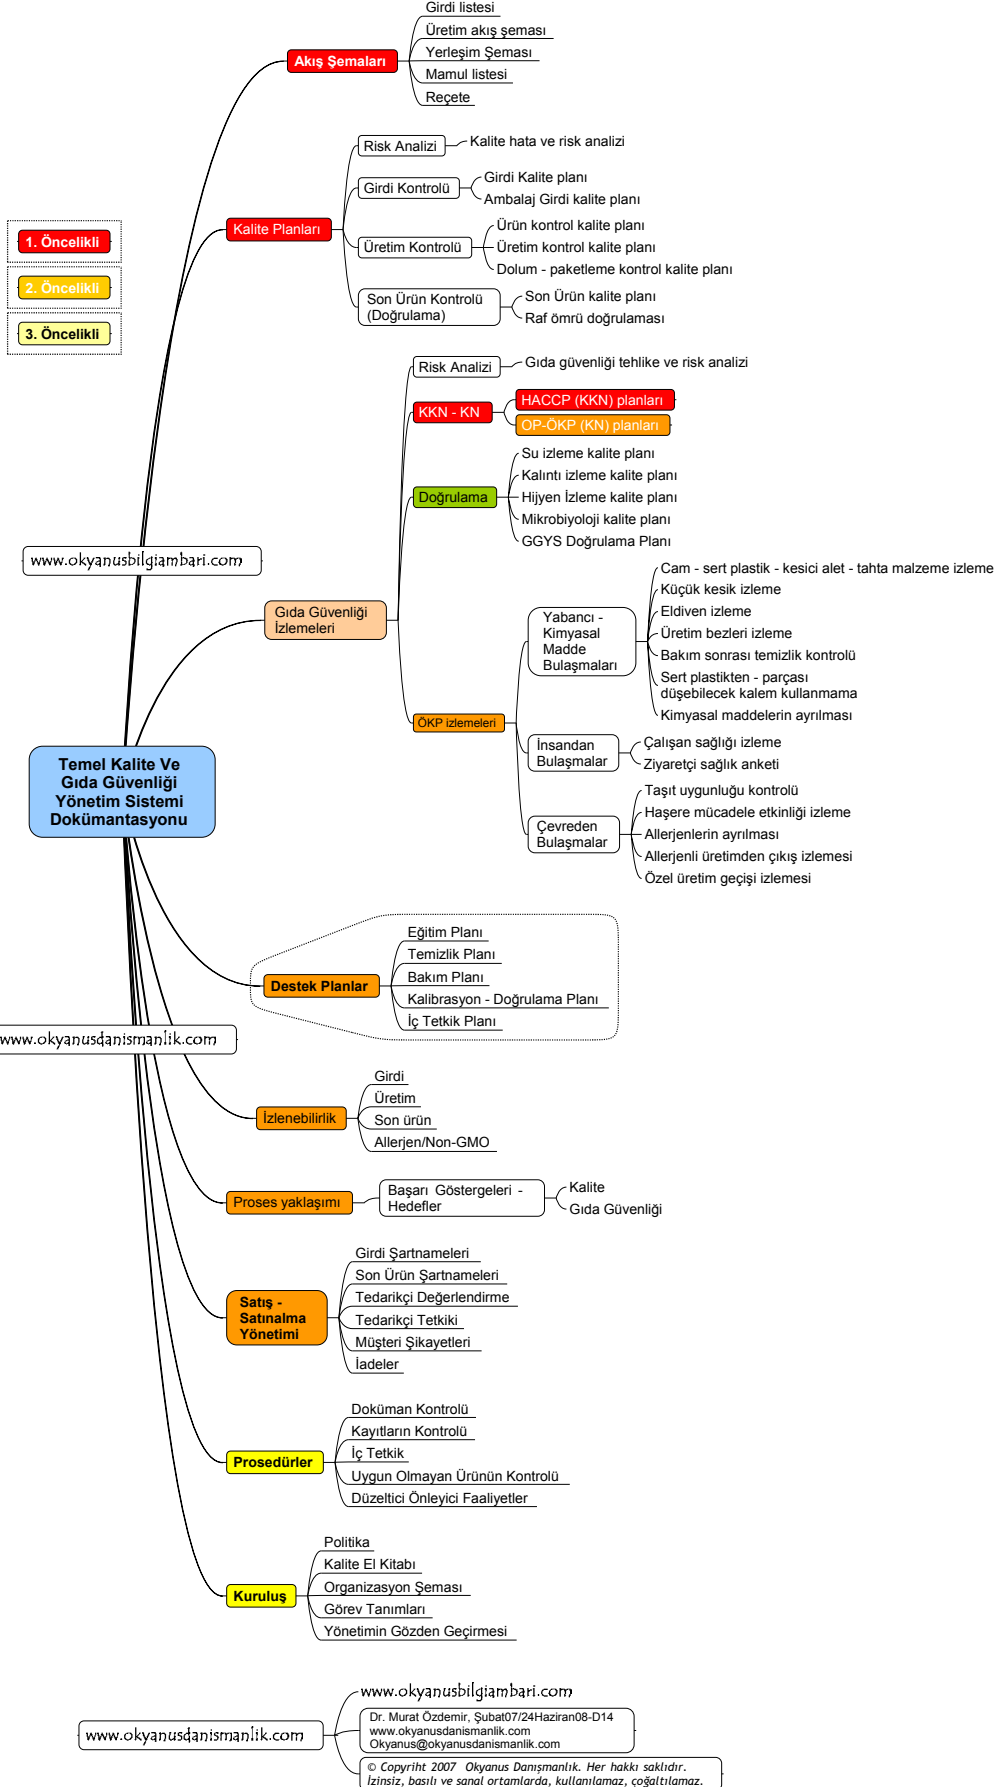 Girdi listesi
Üretim akış şeması
Akış Şemaları
Yerleşim Şeması
Mamul listesi
Reçete
Risk Analizi
Kalite hata ve risk analizi
Girdi Kontrolü
Girdi Kalite planı
Ambalaj Girdi kalite planı
Kalite Planları
Üretim Kontrolü
Ürün kontrol kalite planı
Üretim kontrol kalite planı
Dolum - paketleme kontrol kalite planı
Son Ürün Kontrolü
(Doğrulama)
Son Ürün kalite planı
Raf ömrü doğrulaması
1. Öncelikli
2. Öncelikli
3. Öncelikli
Risk Analizi
Gıda güvenliği tehlike ve risk analizi
KKN - KN
HACCP (KKN) planları
OP-ÖKP (KN) planları
Doğrulama
Su izleme kalite planı
Kalıntı izleme kalite planı
Hijyen İzleme kalite planı
Mikrobiyoloji kalite planı
GGYS Doğrulama Planı
www.okyanusbilgiambari.com
Gıda Güvenliği
İzlemeleri
ÖKP izlemeleri
Yabancı -
Kimyasal
Madde
Bulaşmaları
Cam - sert plastik - kesici alet - tahta malzeme izleme
Küçük kesik izleme
Eldiven izleme
Üretim bezleri izleme
Bakım sonrası temizlik kontrolü
Sert plastikten - parçası
düşebilecek kalem kullanmama
Kimyasal maddelerin ayrılması
İnsandan
Bulaşmalar
Çalışan sağlığı izleme
Ziyaretçi sağlık anketi
Çevreden
Bulaşmalar
Taşıt uygunluğu kontrolü
Haşere mücadele etkinliği izleme
Allerjenlerin ayrılması
Allerjenli üretimden çıkış izlemesi
Özel üretim geçişi izlemesi
Temel Kalite Ve
Gıda Güvenliği
Yönetim Sistemi
Dokümantasyonu
Destek Planlar
Eğitim Planı
Temizlik Planı
Bakım Planı
Kalibrasyon - Doğrulama Planı
İç Tetkik Planı
www.okyanusdanismanlik.com
İzlenebilirlik
Girdi
Üretim
Son ürün
Allerjen/Non-GMO
Proses yaklaşımı
Başarı Göstergeleri -
Hedefler
Kalite
Gıda Güvenliği
Satış -
Satınalma
Yönetimi
Girdi Şartnameleri
Son Ürün Şartnameleri
Tedarikçi Değerlendirme
Tedarikçi Tetkiki
Müşteri Şikayetleri
İadeler
Prosedürler
Doküman Kontrolü
Kayıtların Kontrolü
İç Tetkik
Uygun Olmayan Ürünün Kontrolü
Düzeltici Önleyici Faaliyetler
Kuruluş
Politika
Kalite El Kitabı
Organizasyon Şeması
Görev Tanımları
Yönetimin Gözden Geçirmesi
www.okyanusdanismanlik.com
www.okyanusbilgiambari.com
Dr. Murat Özdemir, Şubat07/24Haziran08-D14
www.okyanusdanismanlik.com
Okyanus@okyanusdanismanlik.com
© Copyriht 2007 Okyanus Danışmanlık. Her hakkı saklıdır.
İzinsiz, basılı ve sanal ortamlarda, kullanılamaz, çoğaltılamaz.